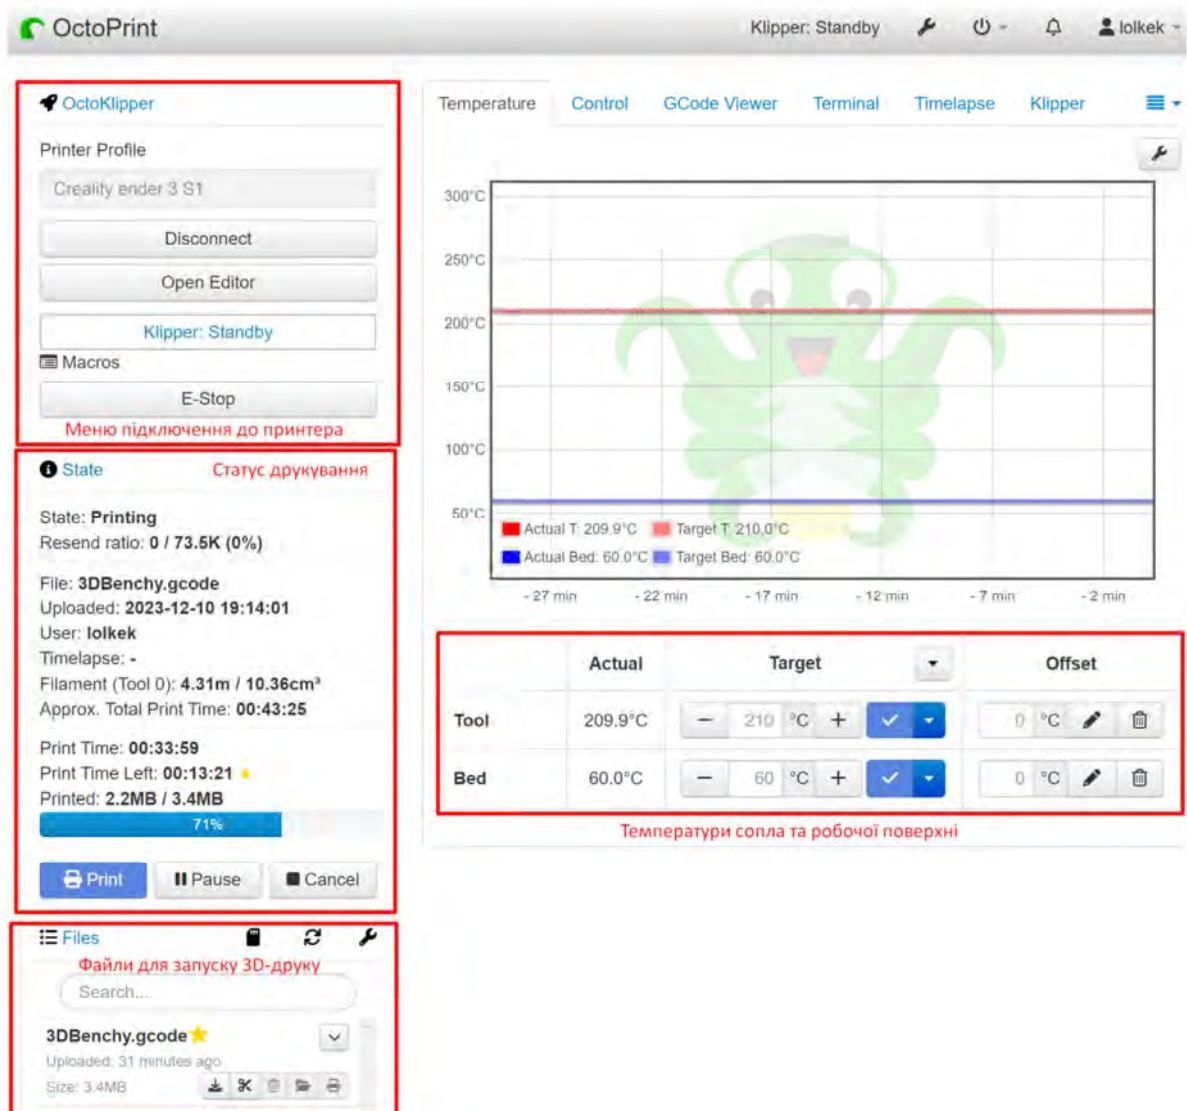 OctoPrint
Klipper: Standby
lolkek
OctoKlipper
Printer Profile
Creality ender 3 S1
Disconnect
Open Editor
Klipper: Standby
Macros
E-Stop
Меню підключення до принтера
State
Статус друкування
State: Printing
Resend ratio: 0 / 73.5K (0%)
File: 3DBenchy.gcode
Uploaded: 2023-12-10 19:14:01
User: lolkek
Timelapse: -
Filament (Tool 0): 4.31m / 10.36cm³
Approx. Total Print Time: 00:43:25
Print Time: 00:33:59
Print Time Left: 00:13:21
Printed: 2.2MB / 3.4MB
71%
Print Pause Cancel
Files
Файли для запуску 3D-друку
Search...
3DBenchy.gcode
Uploaded: 31 minutes ago
Size: 3.4MB
Temperature Control GCode Viewer Terminal Timelapse Klipper
300°C
250°C
200°C
150°C
100°C
50°C
Actual T: 209.9°C Target T: 210.0°C
Actual Bed: 60.0°C Target Bed: 60.0°C
- 27 min - 22 min - 17 min - 12 min - 7 min - 2 min
Actual Target Offset
Tool 209.9°C 210 °C 0 °C
Bed 60.0°C 60 °C 0 °C
Температури сопла та робочої поверхні